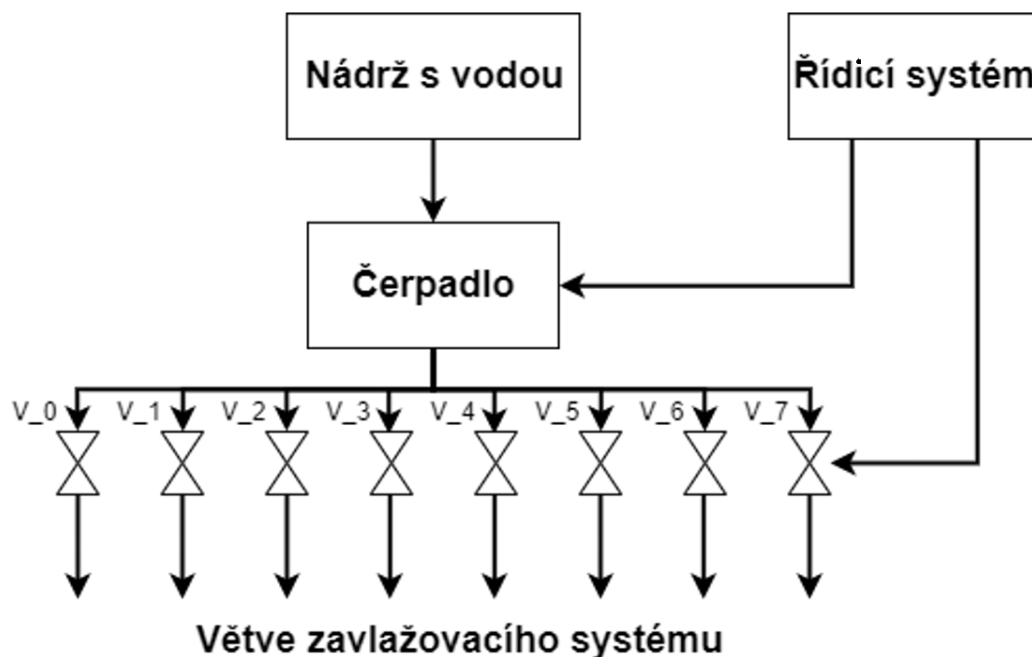 Nádrž s vodou
Řídicí systém
Čerpadlo
V_0 V_1 V_2 V_3 V_4 V_5 V_6 V_7
Větve zavlažovacího systému